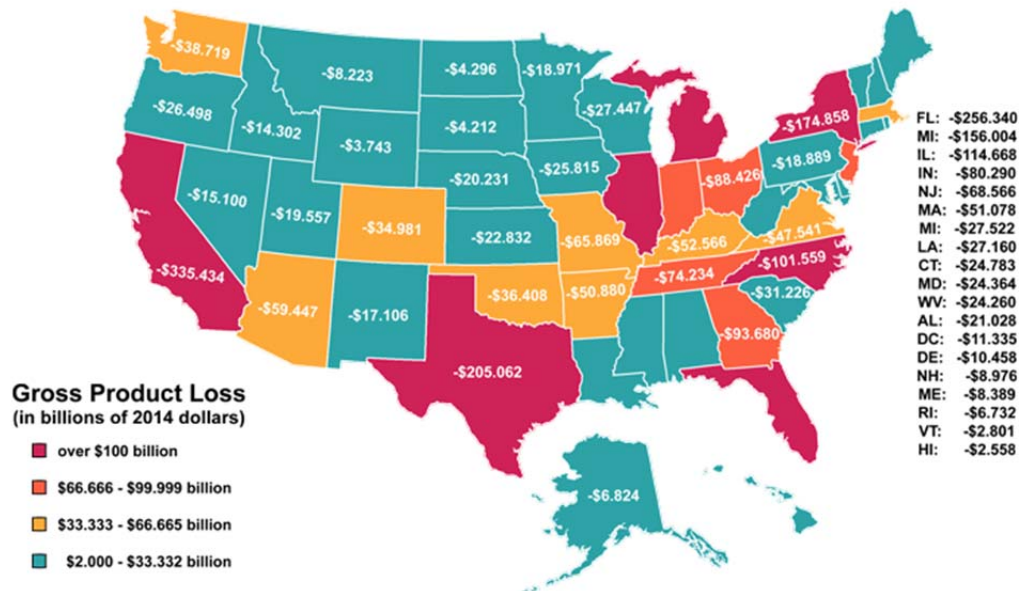 -$38.719
-$8.223
-$4.296
-$18.971
-$26.498
-$14.302
-$3.743
-$4.212
-$27.447
-$174.858
-$15.100
-$19.557
-$20.231
-$25.815
-$88.426
-$18.889
-$34.981
-$22.832
-$65.869
-$52.566
-$47.541
-$335.434
-$59.447
-$17.106
-$36.408
-$50.880
-$74.234
-$101.559
-$31.226
-$93.680
-$205.062
-$6.824
FL: -$256.340
MI: -$156.004
IL: -$114.668
IN: -$80.290
NJ: -$68.566
MA: -$51.078
MI: -$27.522
LA: -$27.160
CT: -$24.783
MD: -$24.364
WV: -$24.260
AL: -$21.028
DC: -$11.335
DE: -$10.458
NH: -$8.976
ME: -$8.389
RI: -$6.732
VT: -$2.801
HI: -$2.558
Gross Product Loss
(in billions of 2014 dollars)
over $100 billion
$66.666 - $99.999 billion
$33.333 - $66.665 billion
$2.000 - $33.332 billion